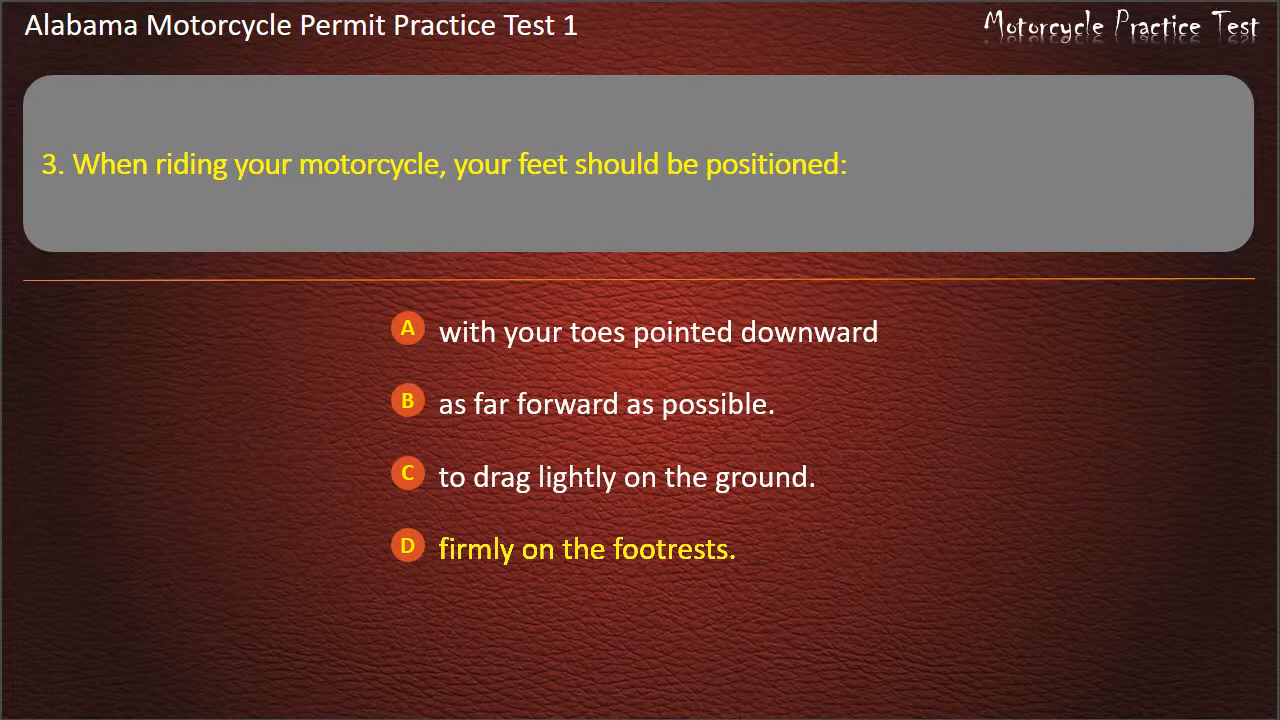 Alabama Motorcycle Permit Practice Test 1
Motorcycle Practice Test
3. When riding your motorcycle, your feet should be positioned:
A with your toes pointed downward
B as far forward as possible.
C to drag lightly on the ground.
D firmly on the footrests.